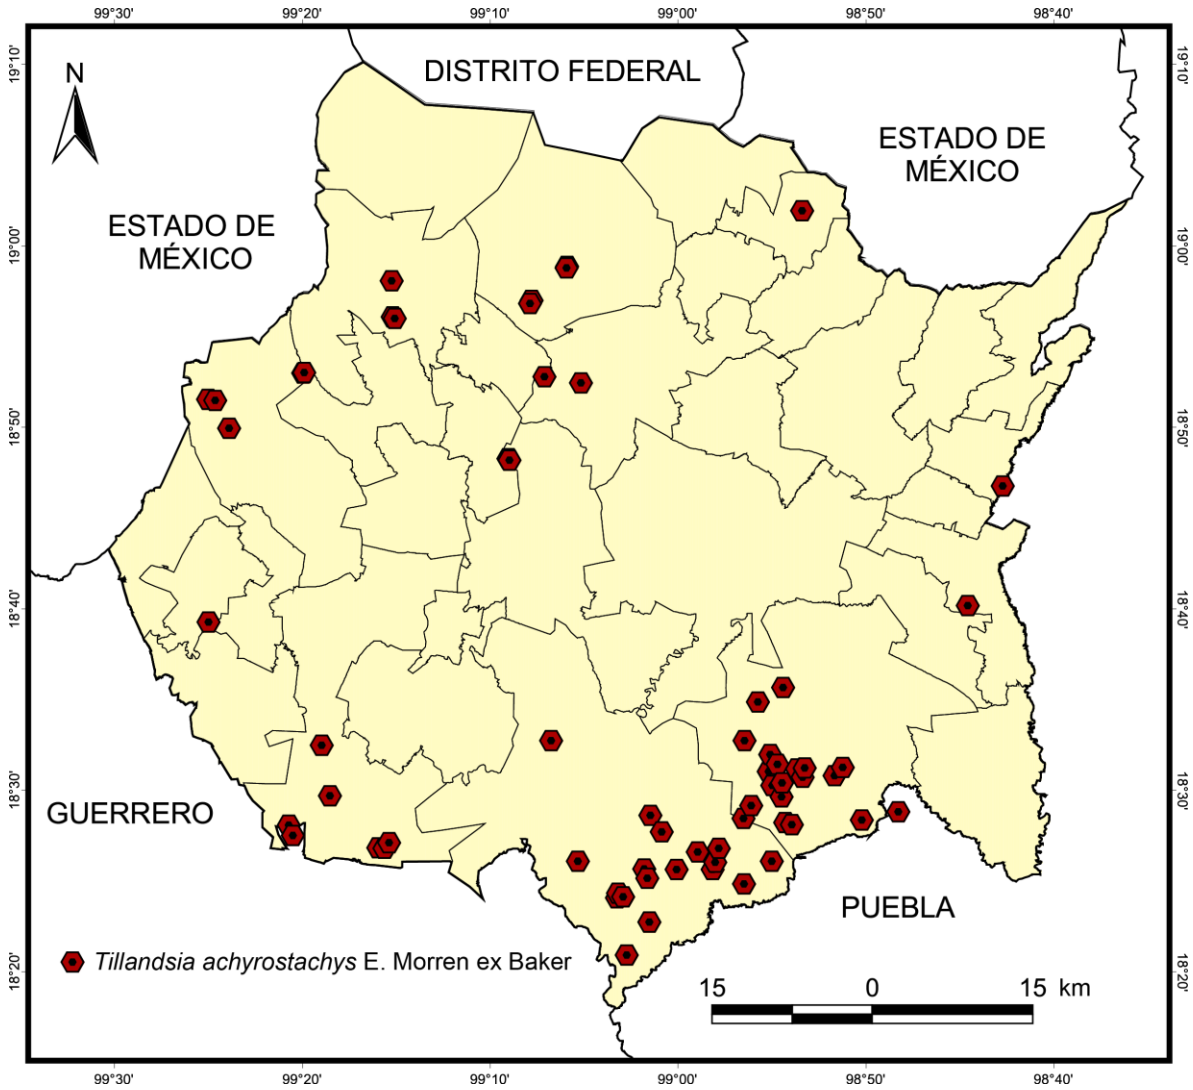 99°30' 99°20' 99°10' 99°00' 98°50' 98°40'
19°10' 19°10'
N
DISTRITO FEDERAL
ESTADO DE
MÉXICO
ESTADO DE
MÉXICO
19°00' 19°00'
18°50' 18°50'
18°40' 18°40'
18°30' 18°30'
GUERRERO
PUEBLA
Tillandsia achyrostachys E. Morren ex Baker
18°20' 18°20'
15 0 15 km
99°30' 99°20' 99°10' 99°00' 98°50' 98°40'